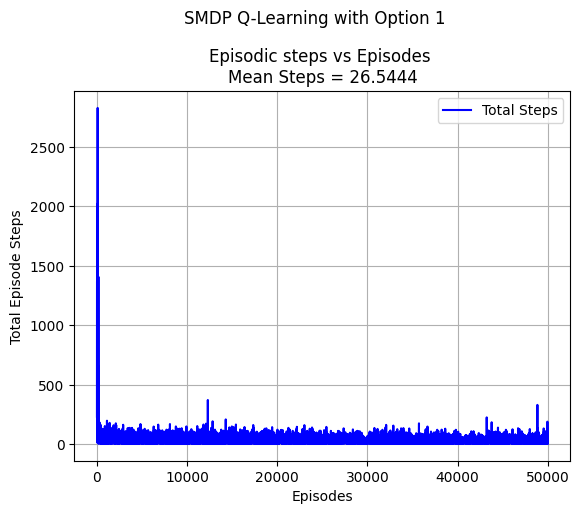 SMDP Q-Learning with Option 1
Episodic steps vs Episodes
Mean Steps = 26.5444
Total Steps
Total Episode Steps
2500
2000
1500
1000
500
0
0
10000
20000
30000
40000
50000
Episodes